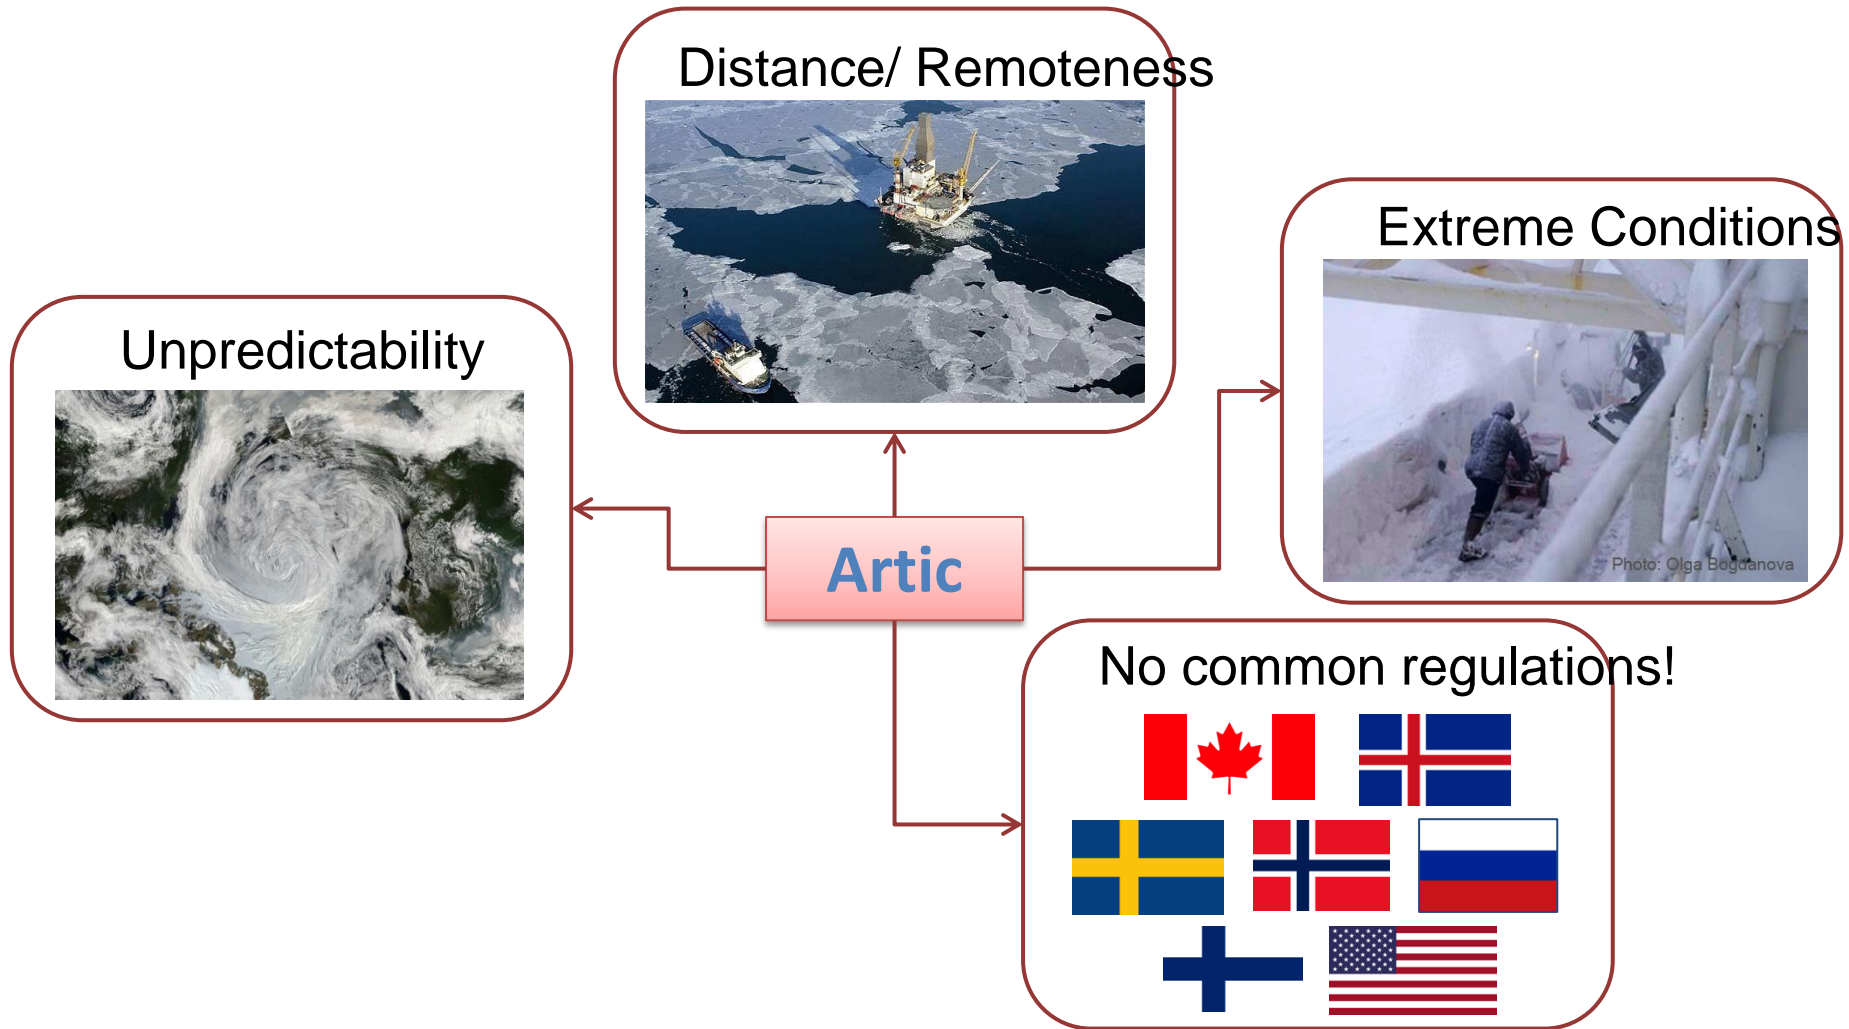 Distance/ Remoteness
Extreme Conditions
Photo: Olga Bogdanova
Unpredictability
Artic
No common regulations!